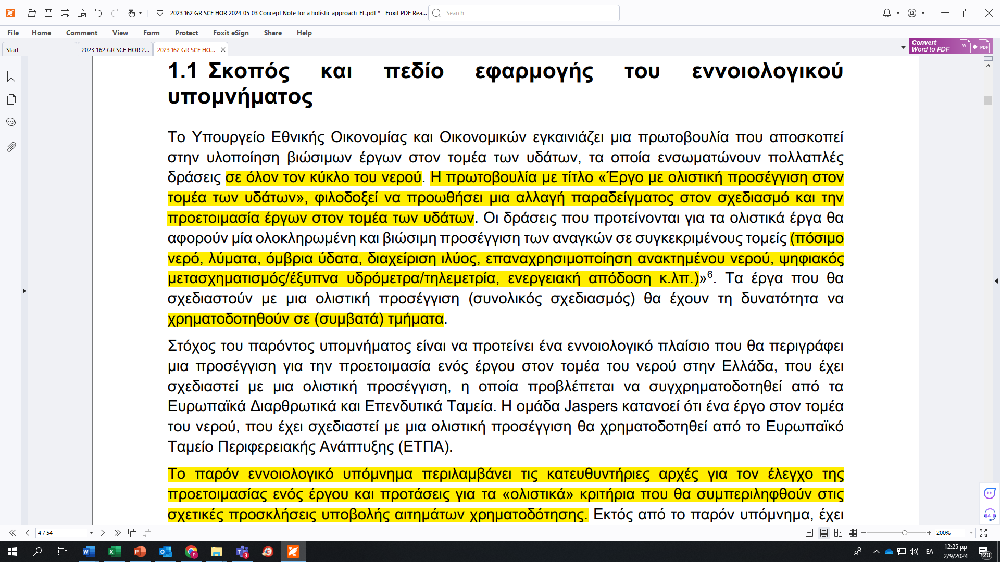 2023 162 GR SCE HOR 2024-05-03 Concept Note for a holistic approach_EL.pdf * - Foxit PDF Rea...
Search
File Home Comment View Form Protect Foxit eSign Share Help
Start
2023 162 GR SCE HOR 2...
2023 162 GR SCE HO...
Convert
Word to PDF
W
PDF
1.1 Σκοπός και πεδίο εφαρμογής του εννοιολογικού
υπομνήματος
Το Υπουργείο Εθνικής Οικονομίας και Οικονομικών εγκαινιάζει μια πρωτοβουλία που αποσκοπεί
στην υλοποίηση βιώσιμων έργων στον τομέα των υδάτων, τα οποία ενσωματώνουν πολλαπλές
δράσεις σε όλον τον κύκλο του νερού. Η πρωτοβουλία με τίτλο «Έργο με ολιστική προσέγγιση στον
τομέα των υδάτων», φιλοδοξεί να προωθήσει μια αλλαγή παραδείγματος στον σχεδιασμό και την
προετοιμασία έργων στον τομέα των υδάτων. Οι δράσεις που προτείνονται για τα ολιστικά έργα θα
αφορούν μία ολοκληρωμένη και βιώσιμη προσέγγιση των αναγκών σε συγκεκριμένους τομείς (πόσιμο
νερό, λύματα, όμβρια ύδατα, διαχείριση ιλύος, επαναχρησιμοποίηση ανακτημένου νερού, ψηφιακός
μετασχηματισμός/έξυπνα υδρόμετρα/τηλεμετρία, ενεργειακή απόδοση κ.λπ.)»6. Τα έργα που θα
σχεδιαστούν με μια ολιστική προσέγγιση (συνολικός σχεδιασμός) θα έχουν τη δυνατότητα να
χρηματοδοτηθούν σε (συμβατά) τμήματα.
Στόχος του παρόντος υπομνήματος είναι να προτείνει ένα εννοιολογικό πλαίσιο που θα περιγράφει
μια προσέγγιση για την προετοιμασία ενός έργου στον τομέα του νερού στην Ελλάδα, που έχει
σχεδιαστεί με μια ολιστική προσέγγιση, η οποία προβλέπεται να συγχρηματοδοτηθεί από τα
Ευρωπαϊκά Διαρθρωτικά και Επενδυτικά Ταμεία. Η ομάδα Jaspers κατανοεί ότι ένα έργο στον τομέα
του νερού, που έχει σχεδιαστεί με μια ολιστική προσέγγιση θα χρηματοδοτηθεί από το Ευρωπαϊκό
Ταμείο Περιφερειακής Ανάπτυξης (ΕΤΠΑ).
Το παρόν εννοιολογικό υπόμνημα περιλαμβάνει τις κατευθυντήριες αρχές για τον έλεγχο της
προετοιμασίας ενός έργου και προτάσεις για τα «ολιστικά» κριτήρια που θα συμπεριληφθούν στις
σχετικές προσκλήσεις υποβολής αιτημάτων χρηματοδότησης. Εκτός από το παρόν υπόμνημα, έχει
AI
4 / 54
200%
3
ΕΛ
12:25 μμ
2/9/2024
20